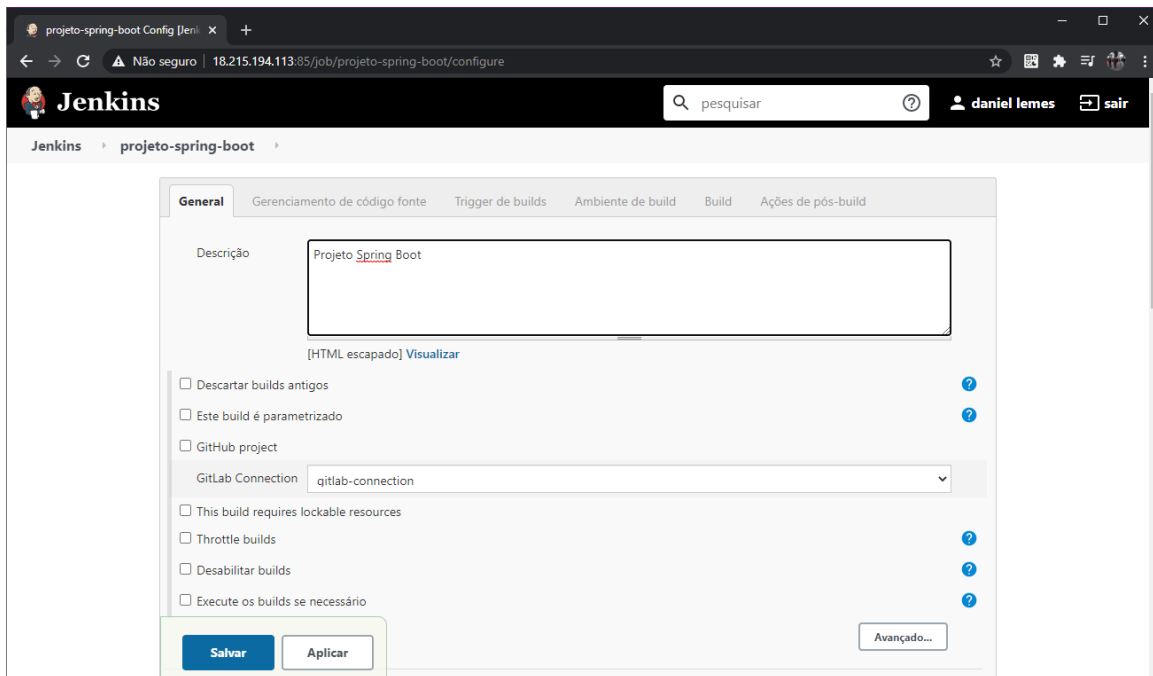 projeto-spring-boot Config [Jenk
Não seguro | 18.215.194.113:85/job/projeto-spring-boot/configure
Jenkins pesquisar daniel lemes sair
Jenkins projeto-spring-boot
General Gerenciamento de código fonte Trigger de builds Ambiente de build Build Ações de pós-build
Descrição Projeto Spring Boot
[HTML escapado] Visualizar
Descartar builds antigos
Este build é parametrizado
GitHub project
GitLab Connection gitlab-connection
This build requires lockable resources
Throttle builds
Desabilitar builds
Execute os builds se necessário
Avançado...
Salvar Aplicar